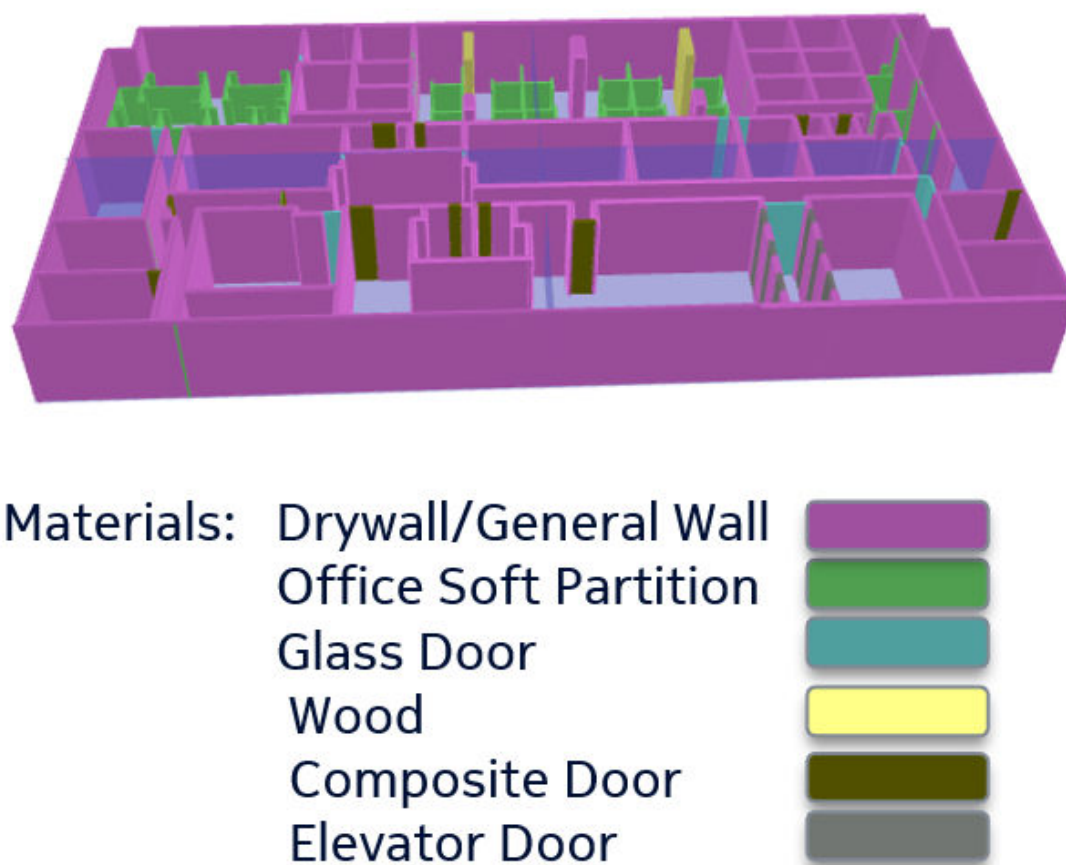 Materials: Drywall/General Wall
Office Soft Partition
Glass Door
Wood
Composite Door
Elevator Door